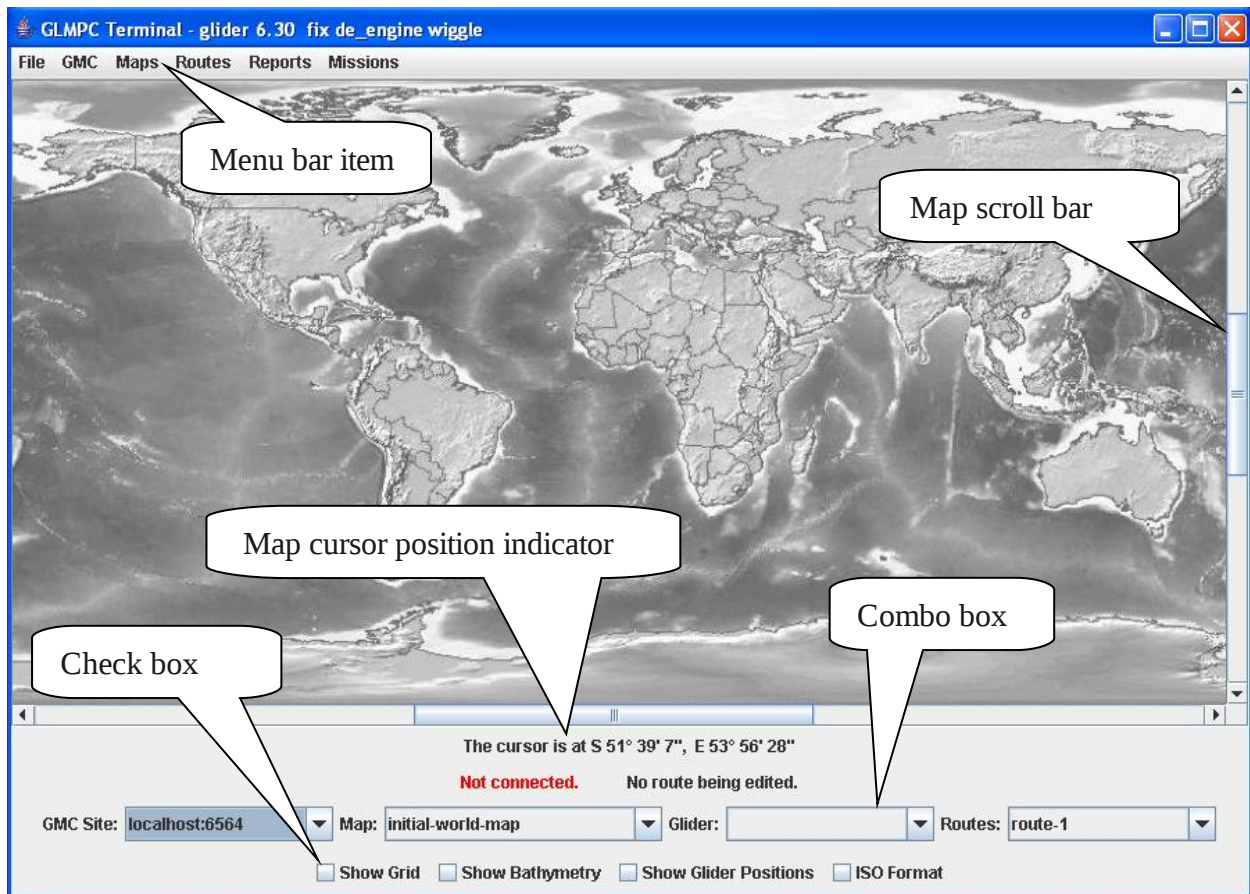 GLMPC Terminal - glider 6.30 fix de_engine wiggle
File GMC Maps Routes Reports Missions
Menu bar item
Map scroll bar
Map cursor position indicator
Combo box
Check box
The cursor is at S 51° 39' 7", E 53° 56' 28"
Not connected. No route being edited.
GMC Site: localhost:6564 Map: initial-world-map Glider: Routes: route-1
Show Grid Show Bathymetry Show Glider Positions ISO Format